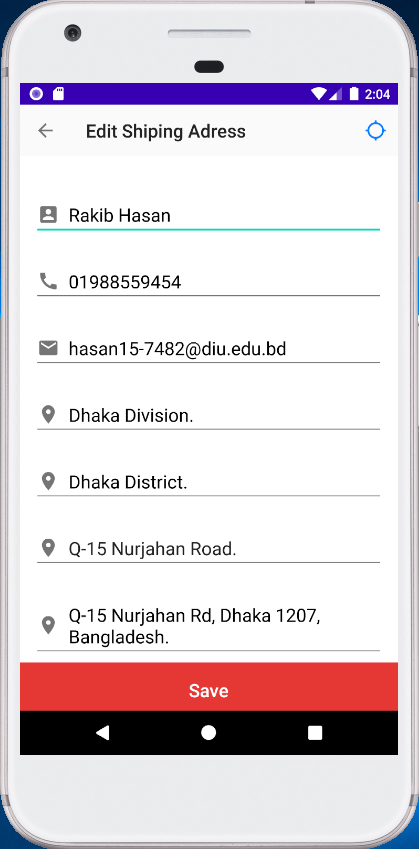 2:04
Edit Shiping Adress
Rakib Hasan
01988559454
hasan15-7482@diu.edu.bd
Dhaka Division.
Dhaka District.
Q-15 Nurjahan Road.
Q-15 Nurjahan Rd, Dhaka 1207,
Bangladesh.
Save